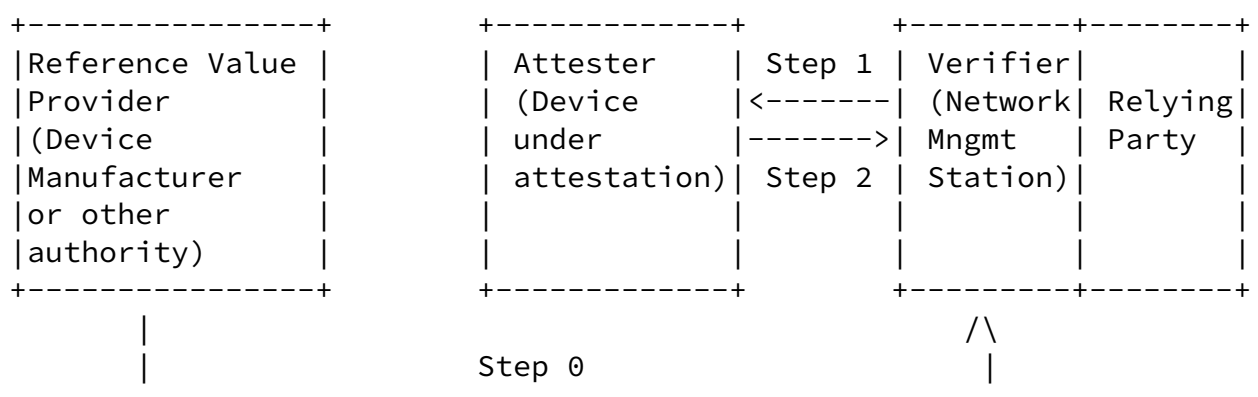 +----------------+        +-------------+        +---------+--------+
|Reference Value |        | Attester    | Step 1 | Verifier|        |
|Provider        |        | (Device     |<-------| (Network| Relying|
|(Device         |        | under       |------->| Mngmt   | Party  |
|Manufacturer    |        | attestation)| Step 2 | Station)|        |
|or other        |        |             |        |         |        |
|authority)      |        |             |        |         |        |
+----------------+        +-------------+        +---------+--------+
       |                                             /\
       |                  Step 0                      |